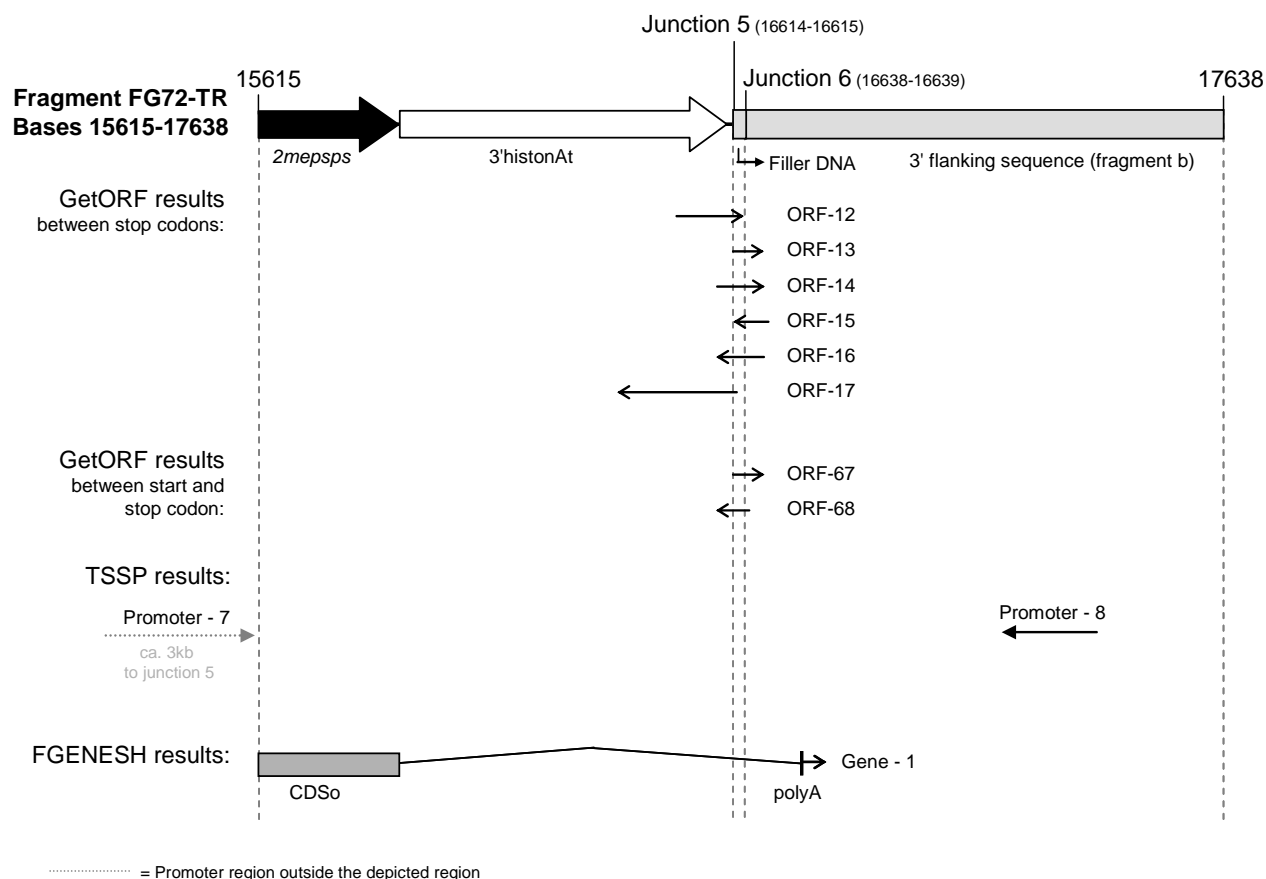 Junction 5 (16614-16615)
15615
Junction 6 (16638-16639)
17638
Fragment FG72-TR
Bases 15615-17638
2mepsps
3'histonAt
Filler DNA
3' flanking sequence (fragment b)
GetORF results
between stop codons:
ORF-12
ORF-13
ORF-14
ORF-15
ORF-16
ORF-17
GetORF results
between start and
stop codon:
ORF-67
ORF-68
TSSP results:
Promoter - 7
ca. 3kb
to junction 5
Promoter - 8
FGENESH results:
CDSo
polyA
Gene - 1
= Promoter region outside the depicted region